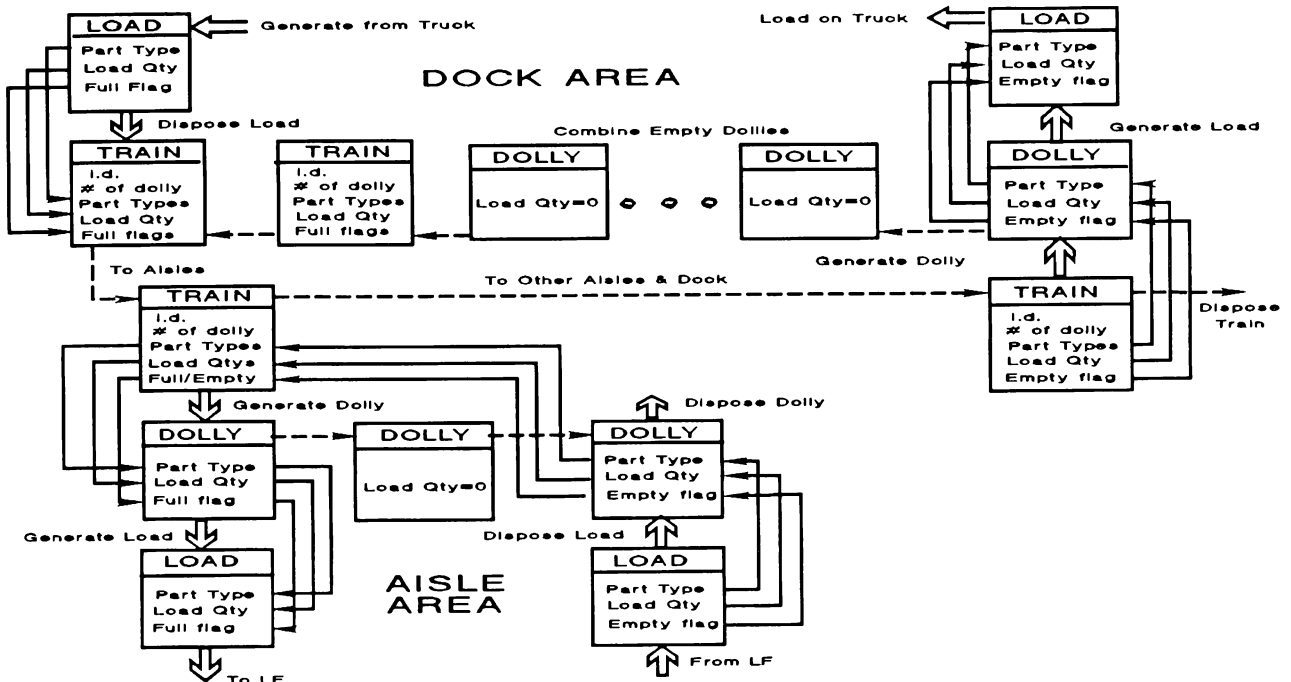 LOAD
Part Type
Load Qty
Full Flag
Generate from Truck
Load on Truck
LOAD
Part Type
Load Qty
Empty flag
DOCK AREA
Dispose Load
Combine Empty Dollies
Generate Load
TRAIN
i.d.
# of dolly
Part Types
Load Qty
Full flags
TRAIN
i.d.
# of dolly
Part Types
Load Qty
Full flags
DOLLY
Load Qty=0
DOLLY
Load Qty=0
DOLLY
Part Type
Load Qty
Empty flag
To Aisles
To Other Aisles & Dock
Generate Dolly
TRAIN
i.d.
# of dolly
Part Types
Load Qtys
Full/Empty
TRAIN
i.d.
# of dolly
Part Types
Load Qty
Empty flag
Dispose
Train
Generate Dolly
Dispose Dolly
DOLLY
Part Type
Load Qty
Full flag
DOLLY
Load Qty=0
DOLLY
Part Type
Load Qty
Empty flag
Generate Load
Dispose Load
LOAD
Part Type
Load Qty
Full flag
AISLE
AREA
LOAD
Part Type
Load Qty
Empty flag
To LF
From LF